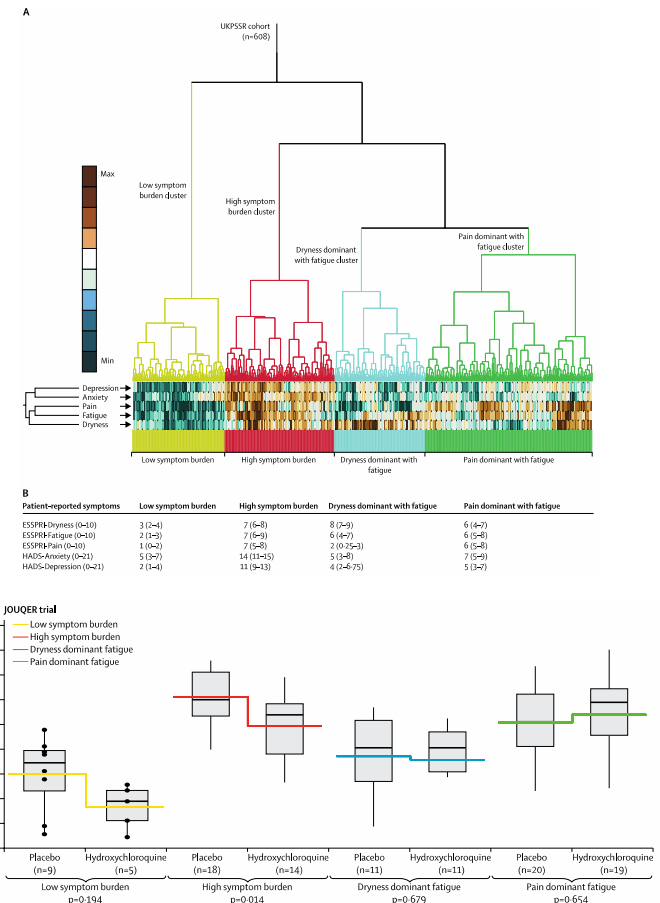 A
UKPSSR cohort
(n=608)
Max
Min
Low symptom
burden cluster
High symptom
burden cluster
Dryness dominant
with fatigue cluster
Pain dominant with
fatigue cluster
Depression
Anxiety
Pain
Fatigue
Dryness
Low symptom burden
High symptom burden
Dryness dominant with
fatigue
Pain dominant with fatigue
B
Patient-reported symptoms Low symptom burden High symptom burden Dryness dominant with fatigue Pain dominant with fatigue
ESSPRI-Dryness (0–10) 3 (2–4) 7 (6–8) 8 (7–9) 6 (4–7)
ESSPRI-Fatigue (0–10) 2 (1–3) 7 (6–9) 6 (4–7) 6 (5–8)
ESSPRI-Pain (0–10) 1 (0–2) 7 (5–8) 2 (0·25–3) 6 (5–8)
HADS-Anxiety (0–21) 5 (3–7) 14 (11–15) 5 (3–8) 7 (5–9)
HADS-Depression (0–21) 2 (1–4) 11 (9–13) 4 (2–6·75) 5 (3–7)
JOUQER trial
Low symptom burden
High symptom burden
Dryness dominant fatigue
Pain dominant fatigue
Placebo Hydroxychloroquine Placebo Hydroxychloroquine Placebo Hydroxychloroquine Placebo Hydroxychloroquine
(n=9) (n=5) (n=18) (n=14) (n=11) (n=11) (n=20) (n=19)
Low symptom burden High symptom burden Dryness dominant fatigue Pain dominant fatigue
p=0·194 p=0·014 p=0·679 p=0·654